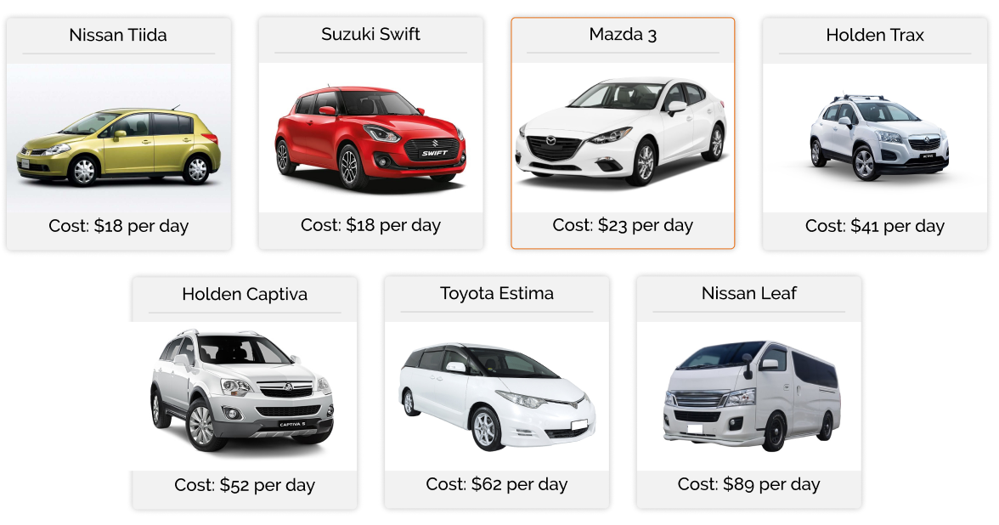 Nissan Tiida
Suzuki Swift
Mazda 3
Holden Trax
SWIFT
Cost: $18 per day
Cost: $18 per day
Cost: $23 per day
Cost: $41 per day
Holden Captiva
Toyota Estima
Nissan Leaf
CAPTIVA 5
Cost: $52 per day
Cost: $62 per day
Cost: $89 per day